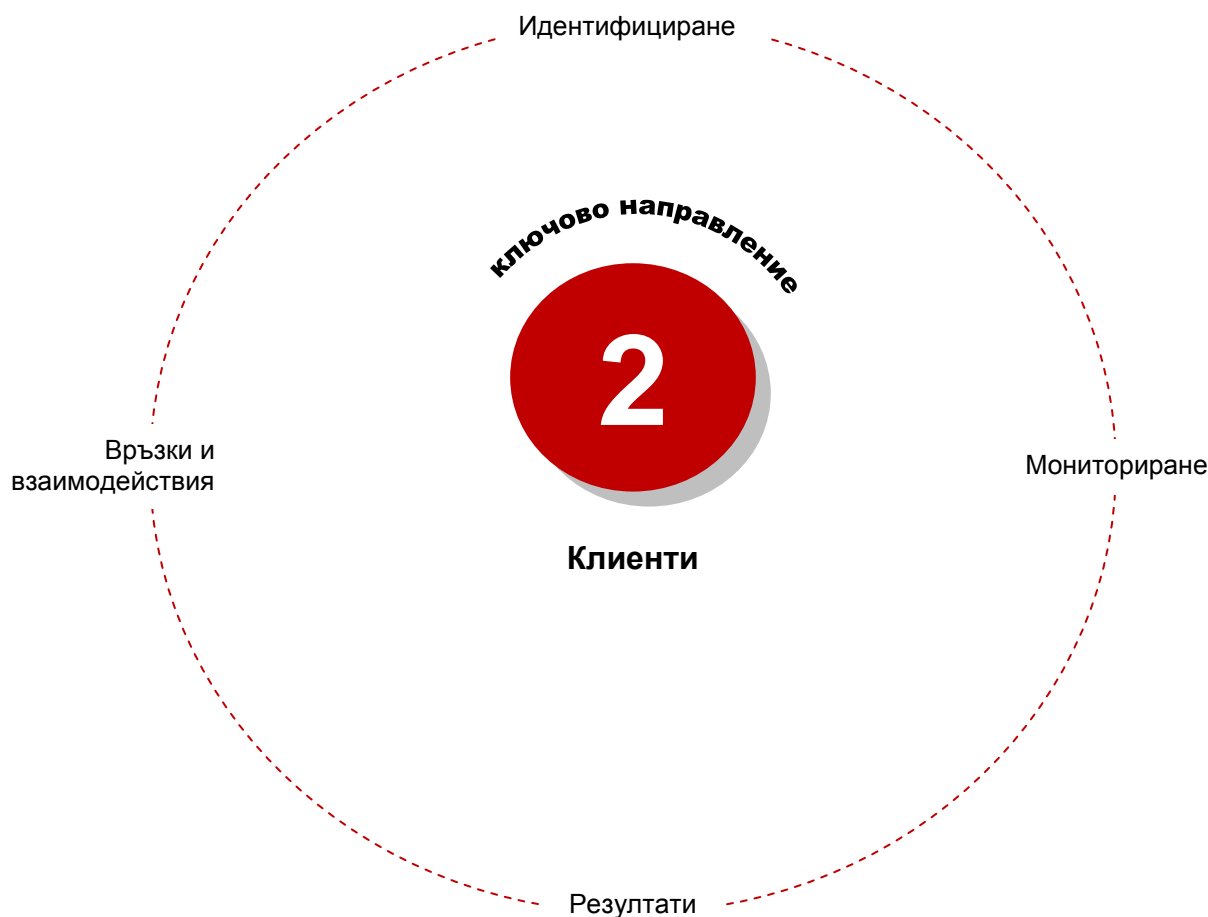 Идентифициране
ключово направление
2
Връзки и
взаимодействия
Мониториране
Клиенти
Резултати